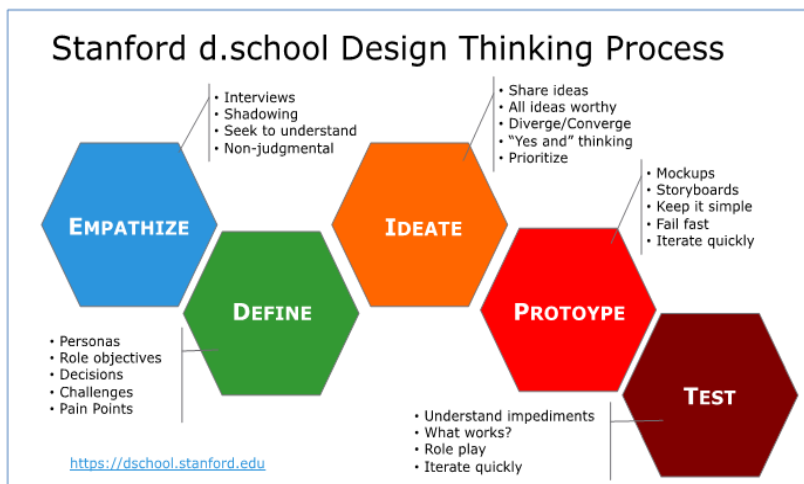 Stanford d.school Design Thinking Process
• Interviews
• Shadowing
• Seek to understand
• Non-judgmental
EMPATHIZE
• Personas
• Role objectives
• Decisions
• Challenges
• Pain Points
DEFINE
• Share ideas
• All ideas worthy
• Diverge/Converge
• “Yes and” thinking
• Prioritize
IDEATE
• Mockups
• Storyboards
• Keep it simple
• Fail fast
• Iterate quickly
PROTOYPE
• Understand impediments
• What works?
• Role play
• Iterate quickly
TEST
https://dschool.stanford.edu